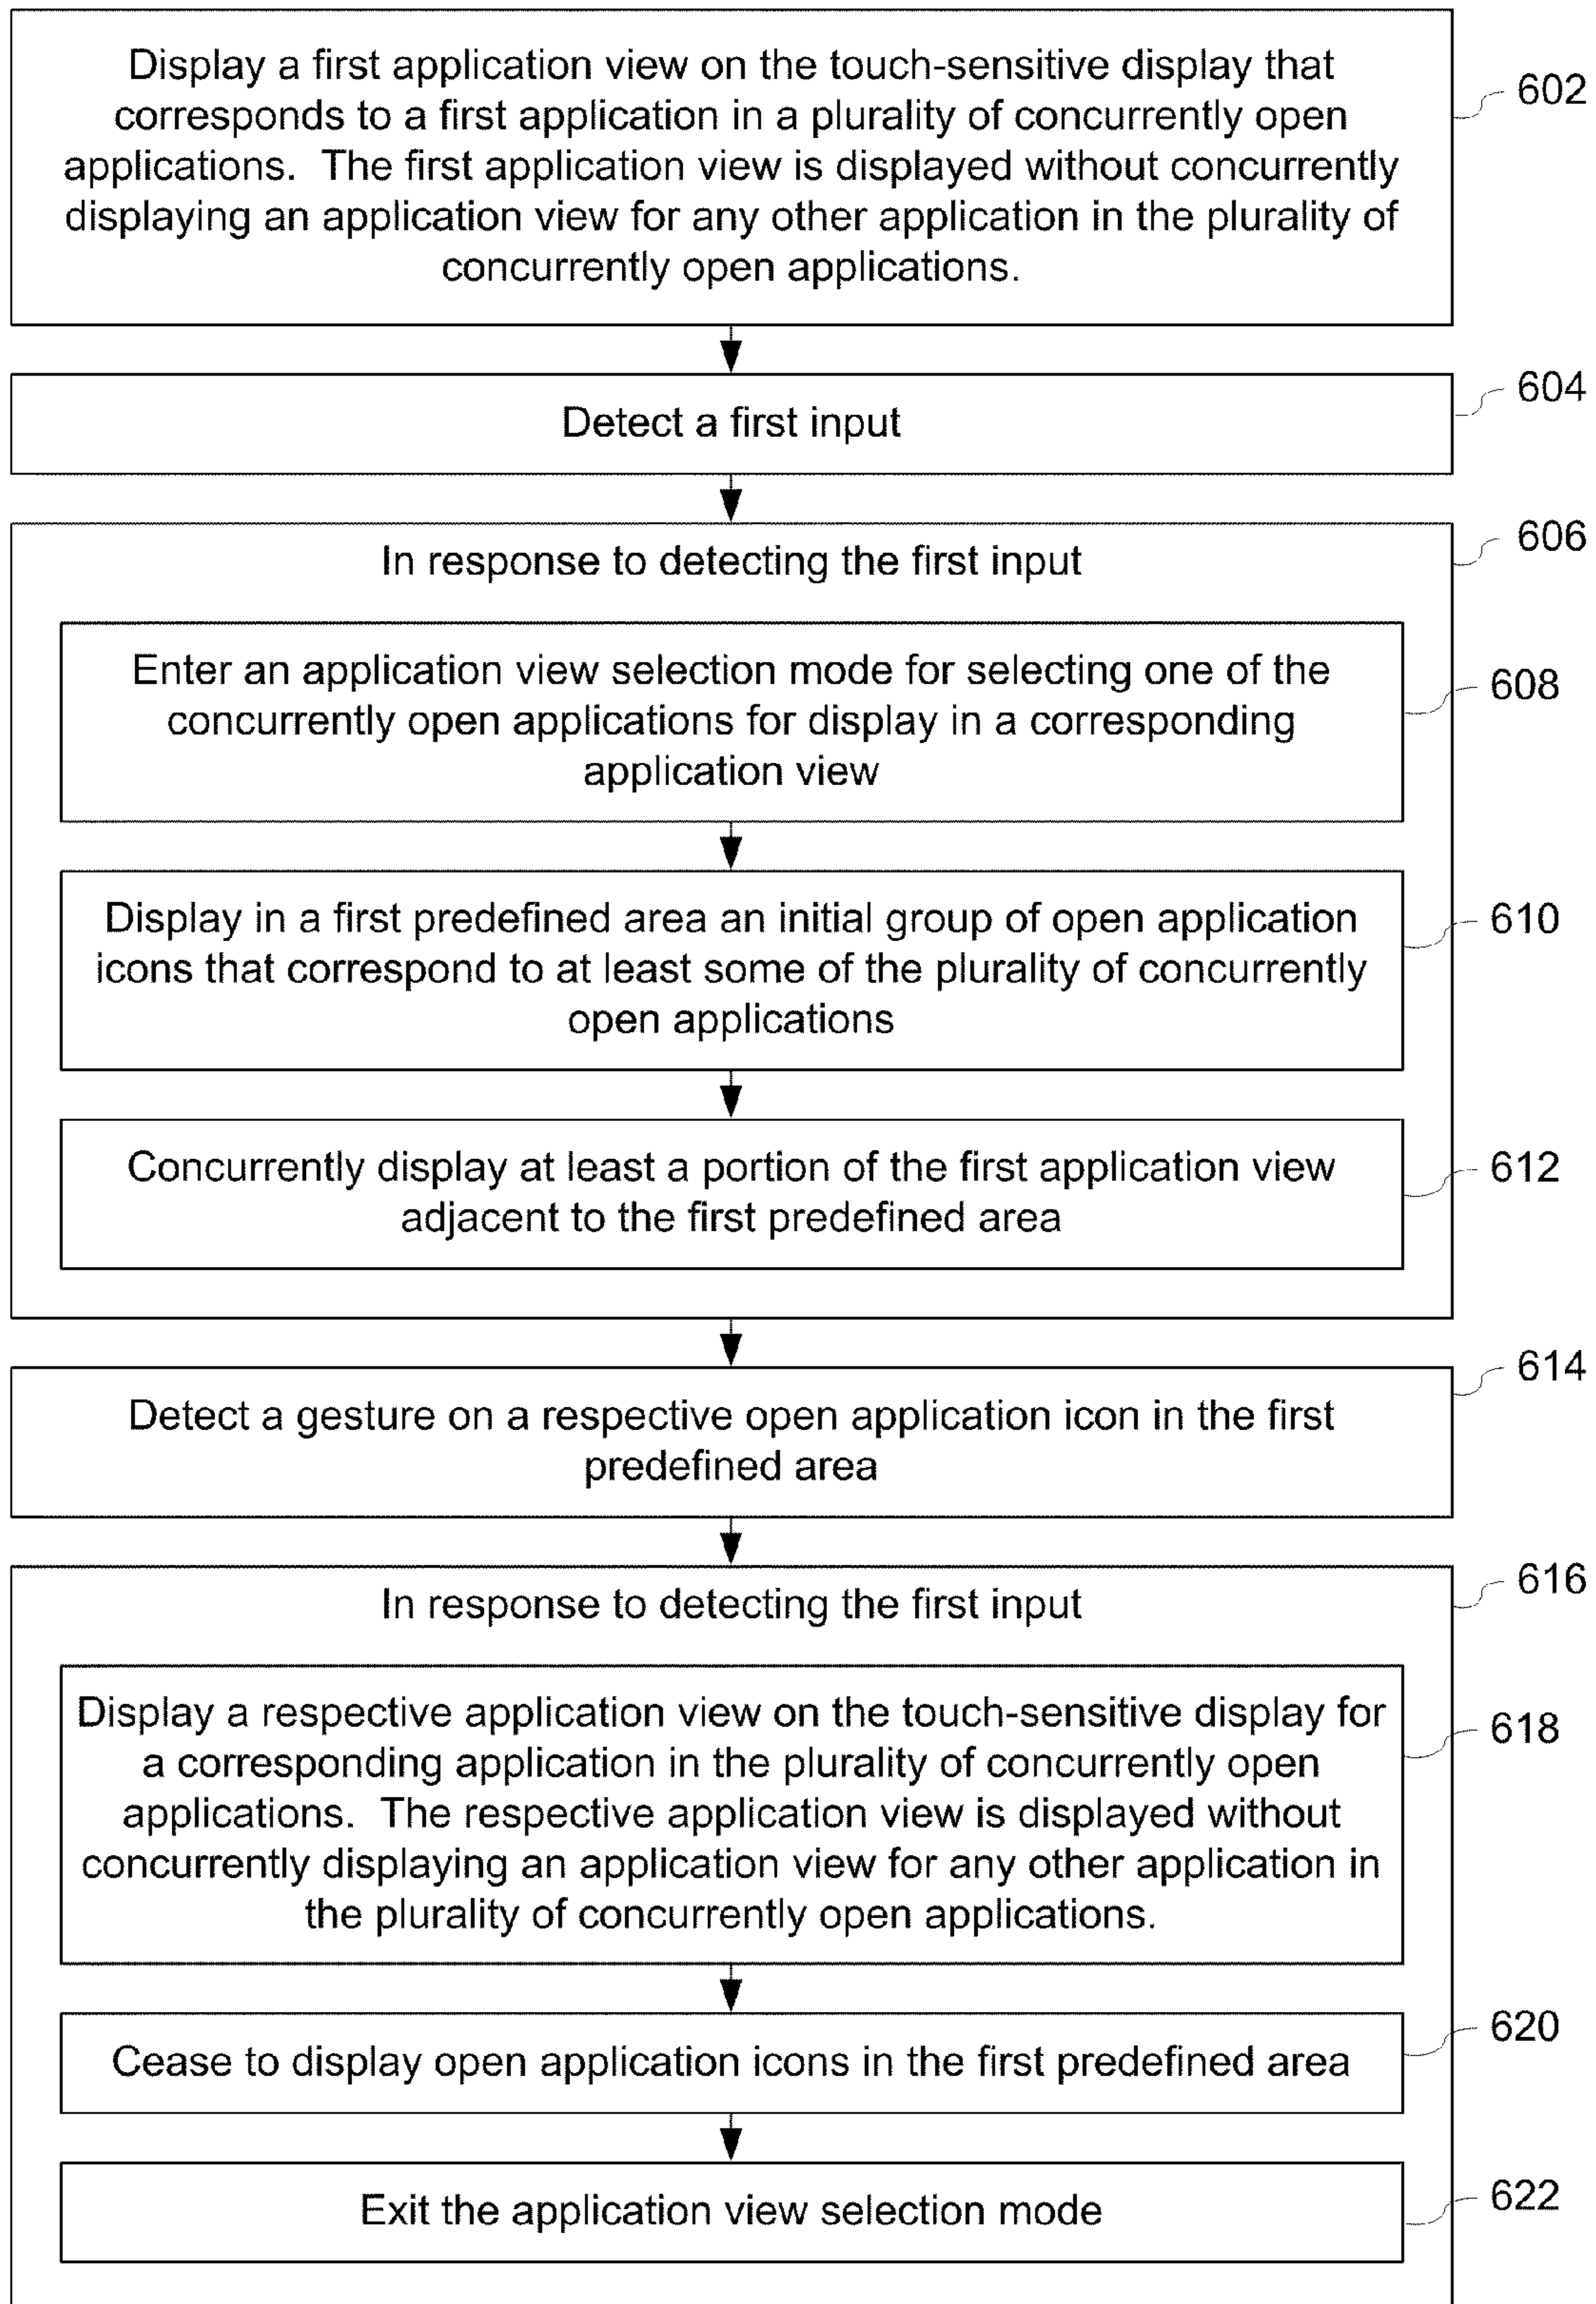 Display a first application view on the touch-sensitive display that
corresponds to a first application in a plurality of concurrently open
applications.  The first application view is displayed without concurrently
displaying an application view for any other application in the plurality of
concurrently open applications.
602
Detect a first input
604
In response to detecting the first input
606
Enter an application view selection mode for selecting one of the
concurrently open applications for display in a corresponding
application view
608
Display in a first predefined area an initial group of open application
icons that correspond to at least some of the plurality of concurrently
open applications
610
Concurrently display at least a portion of the first application view
adjacent to the first predefined area
612
Detect a gesture on a respective open application icon in the first
predefined area
614
In response to detecting the first input
616
Display a respective application view on the touch-sensitive display for
a corresponding application in the plurality of concurrently open
applications.  The respective application view is displayed without
concurrently displaying an application view for any other application in
the plurality of concurrently open applications.
618
Cease to display open application icons in the first predefined area
620
Exit the application view selection mode
622